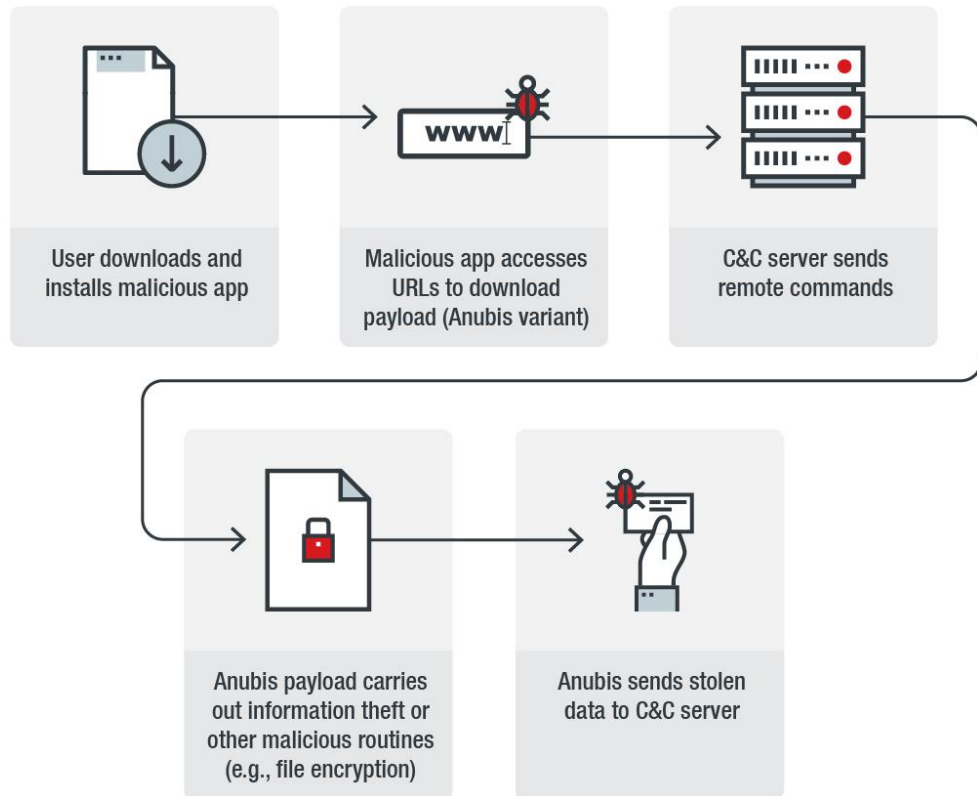 User downloads and
installs malicious app
www
Malicious app accesses
URLs to download
payload (Anubis variant)
C&C server sends
remote commands
Anubis payload carries
out information theft or
other malicious routines
(e.g., file encryption)
Anubis sends stolen
data to C&C server